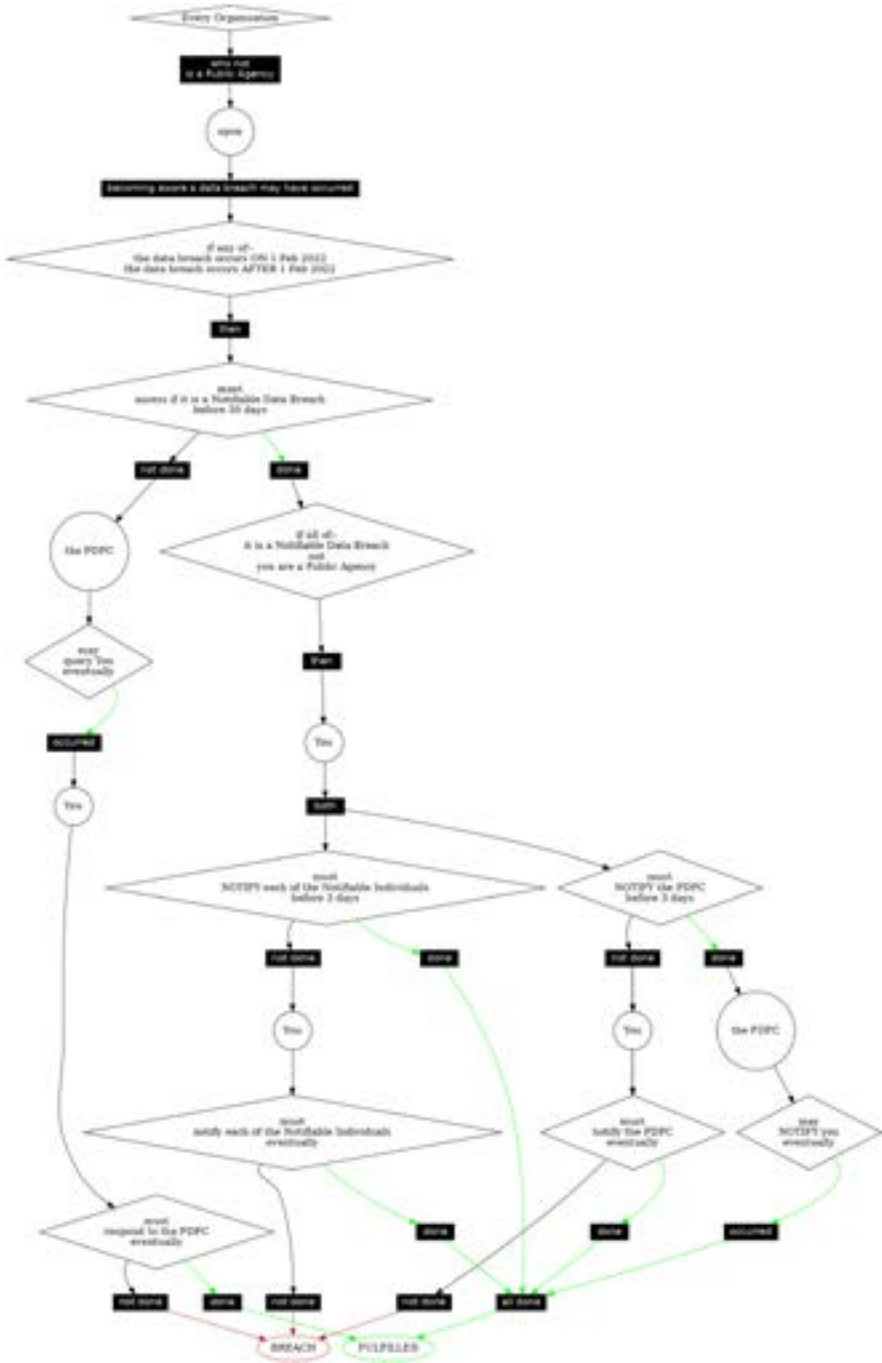 Every Organisation
who not
is a Public Agency
upon
becoming aware a data breach may have occurred
if any of:-
the data breach occurs ON 1 Feb 2022
the data breach occurs AFTER 1 Feb 2022
then
must
assess if it is a Notifiable Data Breach
before 30 days
not done
done
the PDPC
if all of:-
it is a Notifiable Data Breach
not
you are a Public Agency
may
query You
eventually
then
occurred
You
You
both
must
NOTIFY each of the Notifiable Individuals
before 3 days
must
NOTIFY the PDPC
before 3 days
not done
done
not done
done
You
You
the PDPC
must
notify each of the Notifiable Individuals
eventually
must
notify the PDPC
eventually
may
NOTIFY you
eventually
must
respond to the PDPC
eventually
done
done
occurred
not done
done
not done
not done
all done
BREACH
FULFILLED